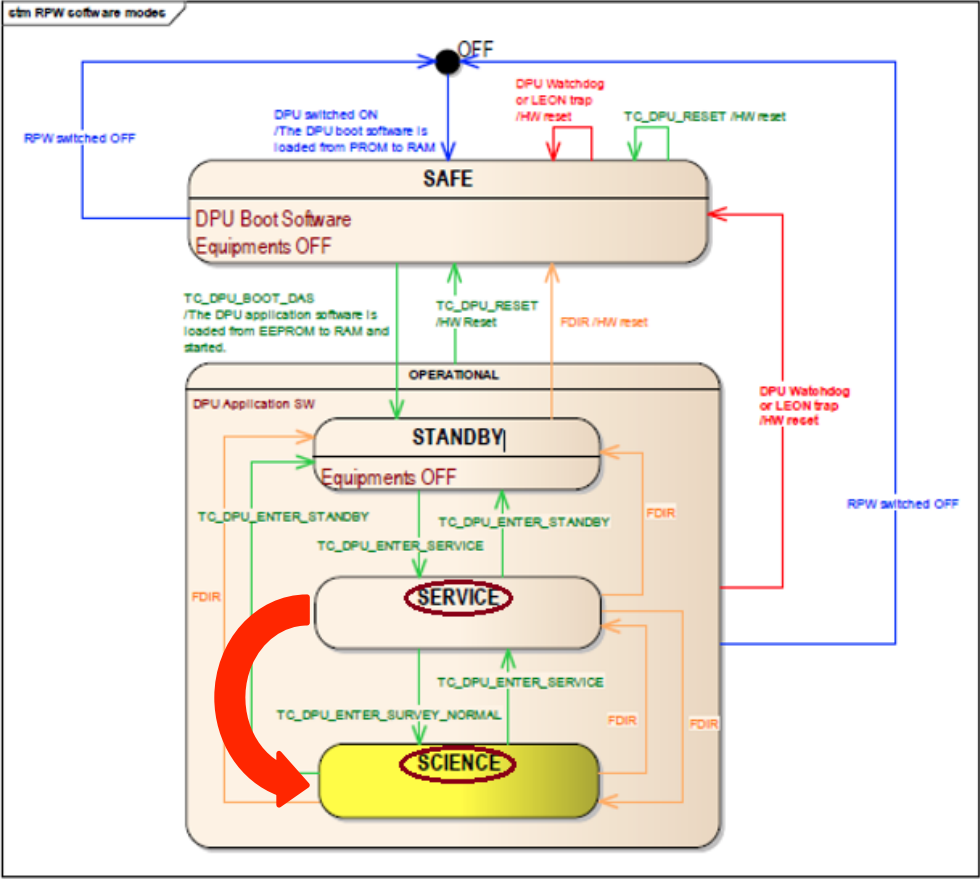 stm RPW software modes
OFF
DPU Watchdog
or LEON trap
/HW reset
TC_DPU_RESET /HW reset
DPU switched ON
/The DPU boot software is
loaded from PROM to RAM
RPW switched OFF
SAFE
DPU Boot Software
Equipments OFF
TC_DPU_BOOT_DAS
/The DPU application software is
loaded from EEPROM to RAM and
started.
TC_DPU_RESET
/HW Reset
FDIR /HW reset
OPERATIONAL
DPU Application SW
DPU Watchdog
or LEON trap
/HW reset
STANDBY
Equipments OFF
RPW switched OFF
TC_DPU_ENTER_STANDBY
TC_DPU_ENTER_STANDBY
FDIR
TC_DPU_ENTER_SERVICE
FDIR
SERVICE
TC_DPU_ENTER_SERVICE
TC_DPU_ENTER_SURVEY_NORMAL
FDIR
FDIR
SCIENCE